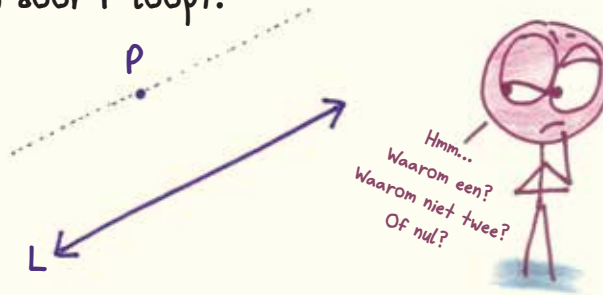 door P loopt.
P
L
Hmm...
Waarom een?
Waarom niet twee?
Of nul?